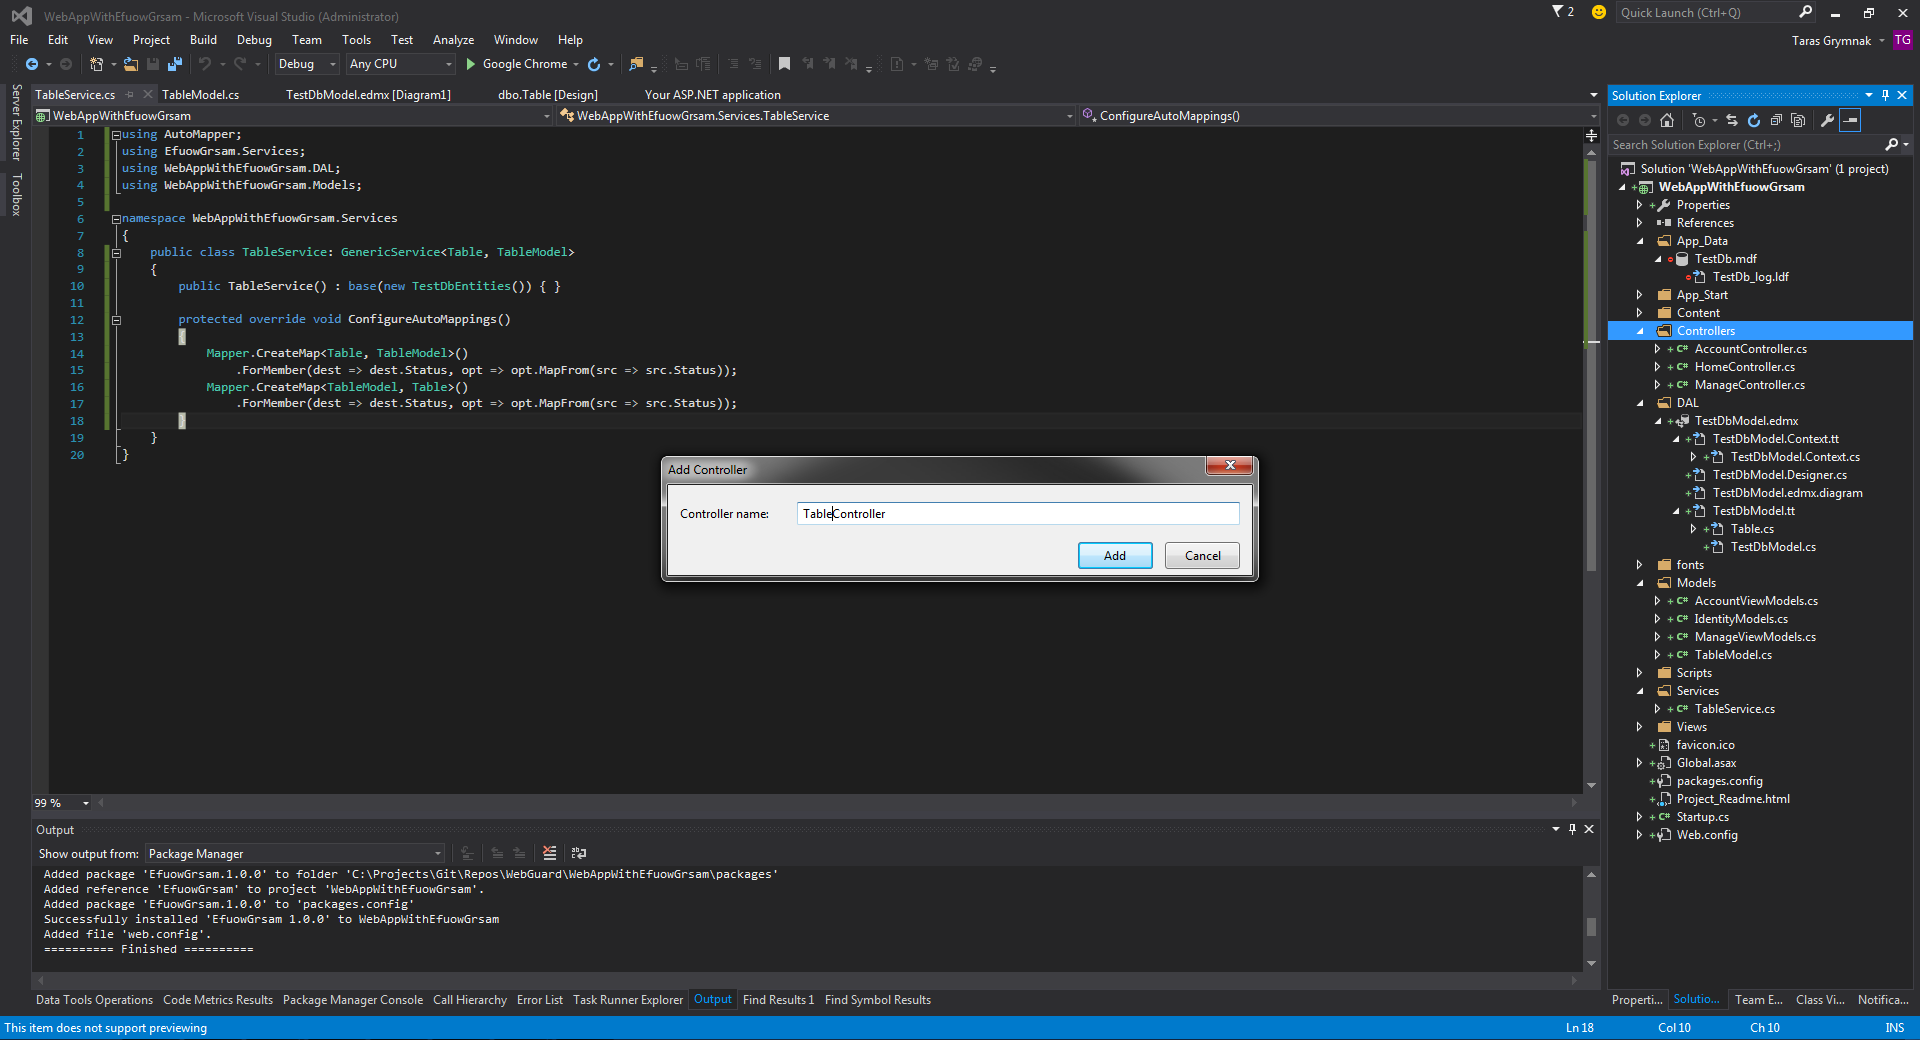 WebAppWithEfuowGrsam - Microsoft Visual Studio (Administrator)
2
Quick Launch (Ctrl+Q)
File Edit View Project Build Debug Team Tools Test Analyze Window Help
Taras Grymnak
TG
Debug
Any CPU
Google Chrome
Server Explorer
Toolbox
TableService.cs
TableModel.cs
TestDbModel.edmx [Diagram1]
dbo.Table [Design]
Your ASP.NET application
WebAppWithEfuowGrsam
WebAppWithEfuowGrsam.Services.TableService
ConfigureAutoMappings()
1 using AutoMapper;
2 using EfuowGrsam.Services;
3 using WebAppWithEfuowGrsam.DAL;
4 using WebAppWithEfuowGrsam.Models;
5
6 namespace WebAppWithEfuowGrsam.Services
7 {
8 public class TableService: GenericService<Table, TableModel>
9 {
10 public TableService() : base(new TestDbEntities()) { }
11
12 protected override void ConfigureAutoMappings()
13 {
14 Mapper.CreateMap<Table, TableModel>()
15 .ForMember(dest => dest.Status, opt => opt.MapFrom(src => src.Status));
16 Mapper.CreateMap<TableModel, Table>()
17 .ForMember(dest => dest.Status, opt => opt.MapFrom(src => src.Status));
18 }
19 }
20 }
Add Controller
Controller name:
TableController
Add
Cancel
99 %
Output
Show output from: Package Manager
Added package 'EfuowGrsam.1.0.0' to folder 'C:\Projects\Git\Repos\WebGuard\WebAppWithEfuowGrsam\packages'
Added reference 'EfuowGrsam' to project 'WebAppWithEfuowGrsam'.
Added package 'EfuowGrsam.1.0.0' to 'packages.config'
Successfully installed 'EfuowGrsam 1.0.0' to WebAppWithEfuowGrsam
Added file 'web.config'.
========== Finished ==========
Data Tools Operations Code Metrics Results Package Manager Console Call Hierarchy Error List Task Runner Explorer Output Find Results 1 Find Symbol Results
Solution Explorer
Search Solution Explorer (Ctrl+;)
Solution 'WebAppWithEfuowGrsam' (1 project)
WebAppWithEfuowGrsam
Properties
References
App_Data
TestDb.mdf
TestDb_log.ldf
App_Start
Content
Controllers
AccountController.cs
HomeController.cs
ManageController.cs
DAL
TestDbModel.edmx
TestDbModel.Context.tt
TestDbModel.Context.cs
TestDbModel.Designer.cs
TestDbModel.edmx.diagram
TestDbModel.tt
Table.cs
TestDbModel.cs
fonts
Models
AccountViewModels.cs
IdentityModels.cs
ManageViewModels.cs
TableModel.cs
Scripts
Services
TableService.cs
Views
favicon.ico
Global.asax
packages.config
Project_Readme.html
Startup.cs
Web.config
Properti... Solutio... Team E... Class Vi... Notifica...
This item does not support previewing
Ln 18
Col 10
Ch 10
INS